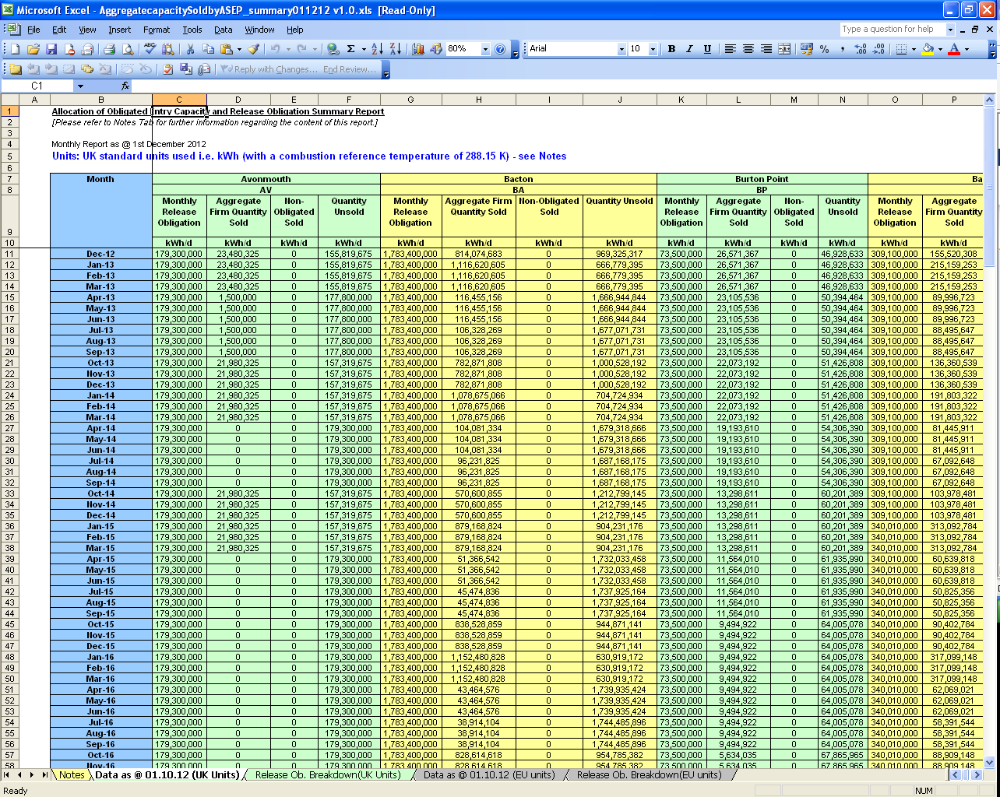 Microsoft Excel - AggregatecapacitySoldbyASEP_summary011212 v1.0.xls [Read-Only]
File Edit View Insert Format Tools Data Window Help Type a question for help
80% Arial 10 B I U
Reply with Changes... End Review...
C1 fx
A B C D E F G H I J K L M N O P
1 Allocation of Obligated Entry Capacity and Release Obligation Summary Report
2 [Please refer to Notes Tab for further information regarding the content of this report.]
3
4 Monthly Report as @ 1st December 2012
5 Units: UK standard units used i.e. kWh (with a combustion reference temperature of 288.15 K) - see Notes
6
7 Month Avonmouth Bacton Burton Point Ba
8 AV BA BP
9 Monthly Release Obligation Aggregate Firm Quantity Sold Non-Obligated Sold Quantity Unsold Monthly Release Obligation Aggregate Firm Quantity Sold Non-Obligated Sold Quantity Unsold Monthly Release Obligation Aggregate Firm Quantity Sold Non-Obligated Sold Quantity Unsold Monthly Release Obligation Aggregate Firm Quantity Sold
10 kWh/d kWh/d kWh/d kWh/d kWh/d kWh/d kWh/d kWh/d kWh/d kWh/d kWh/d kWh/d kWh/d kWh/d
11 Dec-12 179,300,000 23,480,325 0 155,819,675 1,783,400,000 814,074,683 0 969,325,317 73,500,000 26,571,367 0 46,928,633 309,100,000 155,520,308
12 Jan-13 179,300,000 23,480,325 0 155,819,675 1,783,400,000 1,116,620,605 0 666,779,395 73,500,000 26,571,367 0 46,928,633 309,100,000 215,159,253
13 Feb-13 179,300,000 23,480,325 0 155,819,675 1,783,400,000 1,116,620,605 0 666,779,395 73,500,000 26,571,367 0 46,928,633 309,100,000 215,159,253
14 Mar-13 179,300,000 23,480,325 0 155,819,675 1,783,400,000 1,116,620,605 0 666,779,395 73,500,000 26,571,367 0 46,928,633 309,100,000 215,159,253
15 Apr-13 179,300,000 1,500,000 0 177,800,000 1,783,400,000 116,455,156 0 1,666,944,844 73,500,000 23,105,536 0 50,394,464 309,100,000 89,996,723
16 May-13 179,300,000 1,500,000 0 177,800,000 1,783,400,000 116,455,156 0 1,666,944,844 73,500,000 23,105,536 0 50,394,464 309,100,000 89,996,723
17 Jun-13 179,300,000 1,500,000 0 177,800,000 1,783,400,000 116,455,156 0 1,666,944,844 73,500,000 23,105,536 0 50,394,464 309,100,000 89,996,723
18 Jul-13 179,300,000 1,500,000 0 177,800,000 1,783,400,000 106,328,269 0 1,677,071,731 73,500,000 23,105,536 0 50,394,464 309,100,000 88,495,647
19 Aug-13 179,300,000 1,500,000 0 177,800,000 1,783,400,000 106,328,269 0 1,677,071,731 73,500,000 23,105,536 0 50,394,464 309,100,000 88,495,647
20 Sep-13 179,300,000 1,500,000 0 177,800,000 1,783,400,000 106,328,269 0 1,677,071,731 73,500,000 23,105,536 0 50,394,464 309,100,000 88,495,647
21 Oct-13 179,300,000 21,980,325 0 157,319,675 1,783,400,000 782,871,808 0 1,000,528,192 73,500,000 22,073,192 0 51,426,808 309,100,000 136,360,539
22 Nov-13 179,300,000 21,980,325 0 157,319,675 1,783,400,000 782,871,808 0 1,000,528,192 73,500,000 22,073,192 0 51,426,808 309,100,000 136,360,539
23 Dec-13 179,300,000 21,980,325 0 157,319,675 1,783,400,000 782,871,808 0 1,000,528,192 73,500,000 22,073,192 0 51,426,808 309,100,000 136,360,539
24 Jan-14 179,300,000 21,980,325 0 157,319,675 1,783,400,000 1,078,675,066 0 704,724,934 73,500,000 22,073,192 0 51,426,808 309,100,000 191,803,322
25 Feb-14 179,300,000 21,980,325 0 157,319,675 1,783,400,000 1,078,675,066 0 704,724,934 73,500,000 22,073,192 0 51,426,808 309,100,000 191,803,322
26 Mar-14 179,300,000 21,980,325 0 157,319,675 1,783,400,000 1,078,675,066 0 704,724,934 73,500,000 22,073,192 0 51,426,808 309,100,000 191,803,322
27 Apr-14 179,300,000 0 0 179,300,000 1,783,400,000 104,081,334 0 1,679,318,666 73,500,000 19,193,610 0 54,306,390 309,100,000 81,445,911
28 May-14 179,300,000 0 0 179,300,000 1,783,400,000 104,081,334 0 1,679,318,666 73,500,000 19,193,610 0 54,306,390 309,100,000 81,445,911
29 Jun-14 179,300,000 0 0 179,300,000 1,783,400,000 104,081,334 0 1,679,318,666 73,500,000 19,193,610 0 54,306,390 309,100,000 81,445,911
30 Jul-14 179,300,000 0 0 179,300,000 1,783,400,000 96,231,825 0 1,687,168,175 73,500,000 19,193,610 0 54,306,390 309,100,000 67,092,648
31 Aug-14 179,300,000 0 0 179,300,000 1,783,400,000 96,231,825 0 1,687,168,175 73,500,000 19,193,610 0 54,306,390 309,100,000 67,092,648
32 Sep-14 179,300,000 0 0 179,300,000 1,783,400,000 96,231,825 0 1,687,168,175 73,500,000 19,193,610 0 54,306,390 309,100,000 67,092,648
33 Oct-14 179,300,000 21,980,325 0 157,319,675 1,783,400,000 570,600,855 0 1,212,799,145 73,500,000 13,298,611 0 60,201,389 309,100,000 103,978,481
34 Nov-14 179,300,000 21,980,325 0 157,319,675 1,783,400,000 570,600,855 0 1,212,799,145 73,500,000 13,298,611 0 60,201,389 309,100,000 103,978,481
35 Dec-14 179,300,000 21,980,325 0 157,319,675 1,783,400,000 570,600,855 0 1,212,799,145 73,500,000 13,298,611 0 60,201,389 309,100,000 103,978,481
36 Jan-15 179,300,000 21,980,325 0 157,319,675 1,783,400,000 879,168,824 0 904,231,176 73,500,000 13,298,611 0 60,201,389 340,010,000 313,092,784
37 Feb-15 179,300,000 21,980,325 0 157,319,675 1,783,400,000 879,168,824 0 904,231,176 73,500,000 13,298,611 0 60,201,389 340,010,000 313,092,784
38 Mar-15 179,300,000 21,980,325 0 157,319,675 1,783,400,000 879,168,824 0 904,231,176 73,500,000 13,298,611 0 60,201,389 340,010,000 313,092,784
39 Apr-15 179,300,000 0 0 179,300,000 1,783,400,000 51,366,542 0 1,732,033,458 73,500,000 11,564,010 0 61,935,990 340,010,000 60,639,818
40 May-15 179,300,000 0 0 179,300,000 1,783,400,000 51,366,542 0 1,732,033,458 73,500,000 11,564,010 0 61,935,990 340,010,000 60,639,818
41 Jun-15 179,300,000 0 0 179,300,000 1,783,400,000 51,366,542 0 1,732,033,458 73,500,000 11,564,010 0 61,935,990 340,010,000 60,639,818
42 Jul-15 179,300,000 0 0 179,300,000 1,783,400,000 45,474,836 0 1,737,925,164 73,500,000 11,564,010 0 61,935,990 340,010,000 50,825,356
43 Aug-15 179,300,000 0 0 179,300,000 1,783,400,000 45,474,836 0 1,737,925,164 73,500,000 11,564,010 0 61,935,990 340,010,000 50,825,356
44 Sep-15 179,300,000 0 0 179,300,000 1,783,400,000 45,474,836 0 1,737,925,164 73,500,000 11,564,010 0 61,935,990 340,010,000 50,825,356
45 Oct-15 179,300,000 0 0 179,300,000 1,783,400,000 838,528,859 0 944,871,141 73,500,000 9,494,922 0 64,005,078 340,010,000 90,402,784
46 Nov-15 179,300,000 0 0 179,300,000 1,783,400,000 838,528,859 0 944,871,141 73,500,000 9,494,922 0 64,005,078 340,010,000 90,402,784
47 Dec-15 179,300,000 0 0 179,300,000 1,783,400,000 838,528,859 0 944,871,141 73,500,000 9,494,922 0 64,005,078 340,010,000 90,402,784
48 Jan-16 179,300,000 0 0 179,300,000 1,783,400,000 1,152,480,828 0 630,919,172 73,500,000 9,494,922 0 64,005,078 340,010,000 317,099,148
49 Feb-16 179,300,000 0 0 179,300,000 1,783,400,000 1,152,480,828 0 630,919,172 73,500,000 9,494,922 0 64,005,078 340,010,000 317,099,148
50 Mar-16 179,300,000 0 0 179,300,000 1,783,400,000 1,152,480,828 0 630,919,172 73,500,000 9,494,922 0 64,005,078 340,010,000 317,099,148
51 Apr-16 179,300,000 0 0 179,300,000 1,783,400,000 43,464,576 0 1,739,935,424 73,500,000 9,494,922 0 64,005,078 340,010,000 62,069,021
52 May-16 179,300,000 0 0 179,300,000 1,783,400,000 43,464,576 0 1,739,935,424 73,500,000 9,494,922 0 64,005,078 340,010,000 62,069,021
53 Jun-16 179,300,000 0 0 179,300,000 1,783,400,000 43,464,576 0 1,739,935,424 73,500,000 9,494,922 0 64,005,078 340,010,000 62,069,021
54 Jul-16 179,300,000 0 0 179,300,000 1,783,400,000 38,914,104 0 1,744,485,896 73,500,000 9,494,922 0 64,005,078 340,010,000 58,391,544
55 Aug-16 179,300,000 0 0 179,300,000 1,783,400,000 38,914,104 0 1,744,485,896 73,500,000 9,494,922 0 64,005,078 340,010,000 58,391,544
56 Sep-16 179,300,000 0 0 179,300,000 1,783,400,000 38,914,104 0 1,744,485,896 73,500,000 9,494,922 0 64,005,078 340,010,000 58,391,544
57 Oct-16 179,300,000 0 0 179,300,000 1,783,400,000 828,614,618 0 954,785,382 73,500,000 5,634,035 0 67,865,965 340,010,000 88,909,148
58 Nov-16 179,300,000 0 0 179,300,000 1,783,400,000 828,614,618 0 954,785,382 73,500,000 5,634,035 0 67,865,965 340,010,000 88,909,148
Notes Data as @ 01.10.12 (UK Units) Release Ob. Breakdown(UK Units) Data as @ 01.10.12 (EU units) Release Ob. Breakdown(EU units)
Ready NUM